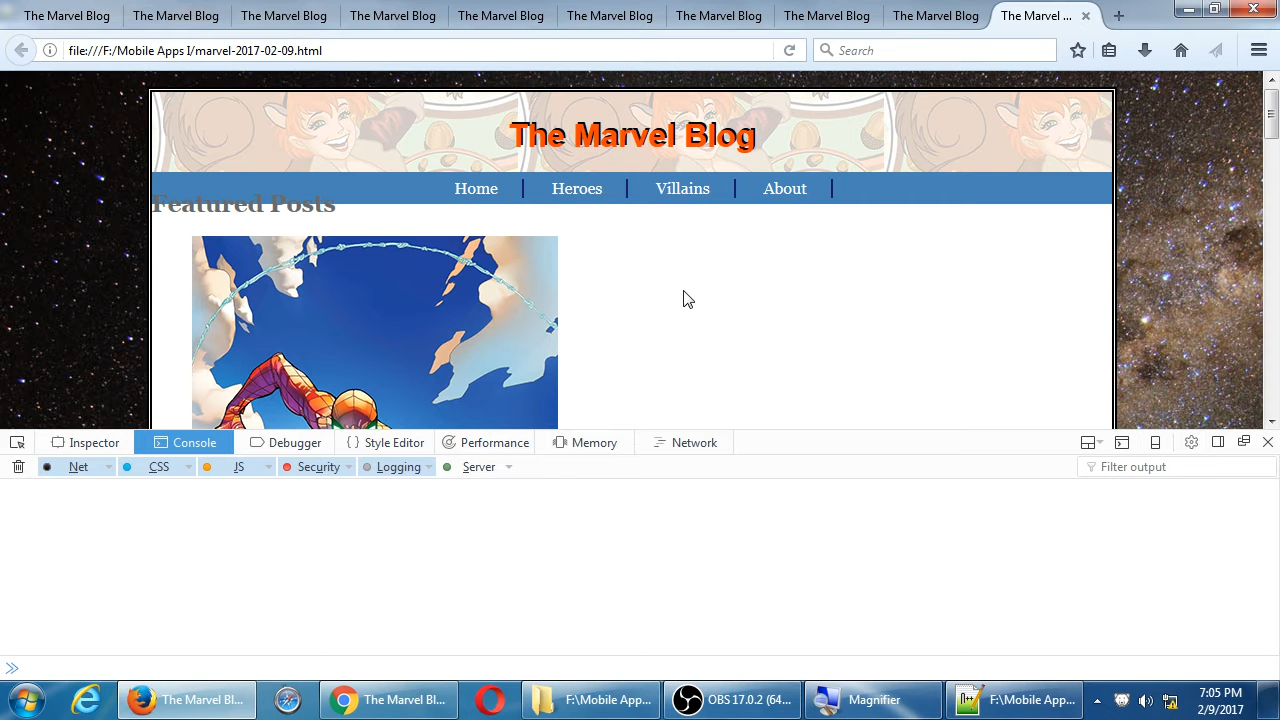 The Marvel Blog The Marvel Blog The Marvel Blog The Marvel Blog The Marvel Blog The Marvel Blog The Marvel Blog The Marvel Blog The Marvel Blog The Marvel ...
file:///F:/Mobile Apps I/marvel-2017-02-09.html Search
The Marvel Blog
Home Heroes Villains About
Featured Posts
Inspector Console Debugger Style Editor Performance Memory Network
Net CSS JS Security Logging Server Filter output
The Marvel Bl... The Marvel Bl... F:\Mobile App... OBS 17.0.2 (64... Magnifier F:\Mobile App... 7:05 PM
2/9/2017